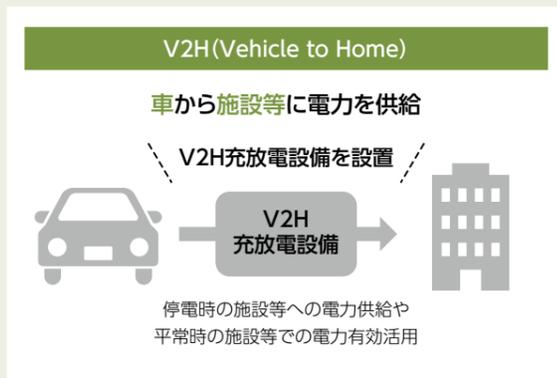 V2H(Vehicle to Home)
車から施設等に電力を供給
V2H充放電設備を設置
V2H
充放電設備
停電時の施設等への電力供給や
平常時の施設等での電力有効活用